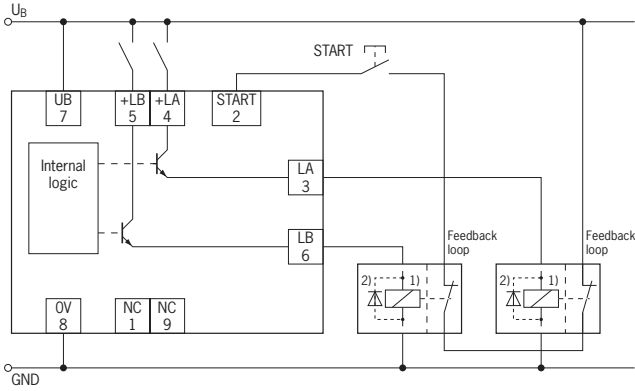 UB
START
UB
7
+LB
5
+LA
4
START
2
Internal
logic
LA
3
LB
6
Feedback
loop
Feedback
loop
2)
1)
2)
1)
0V
8
NC
1
NC
9
GND